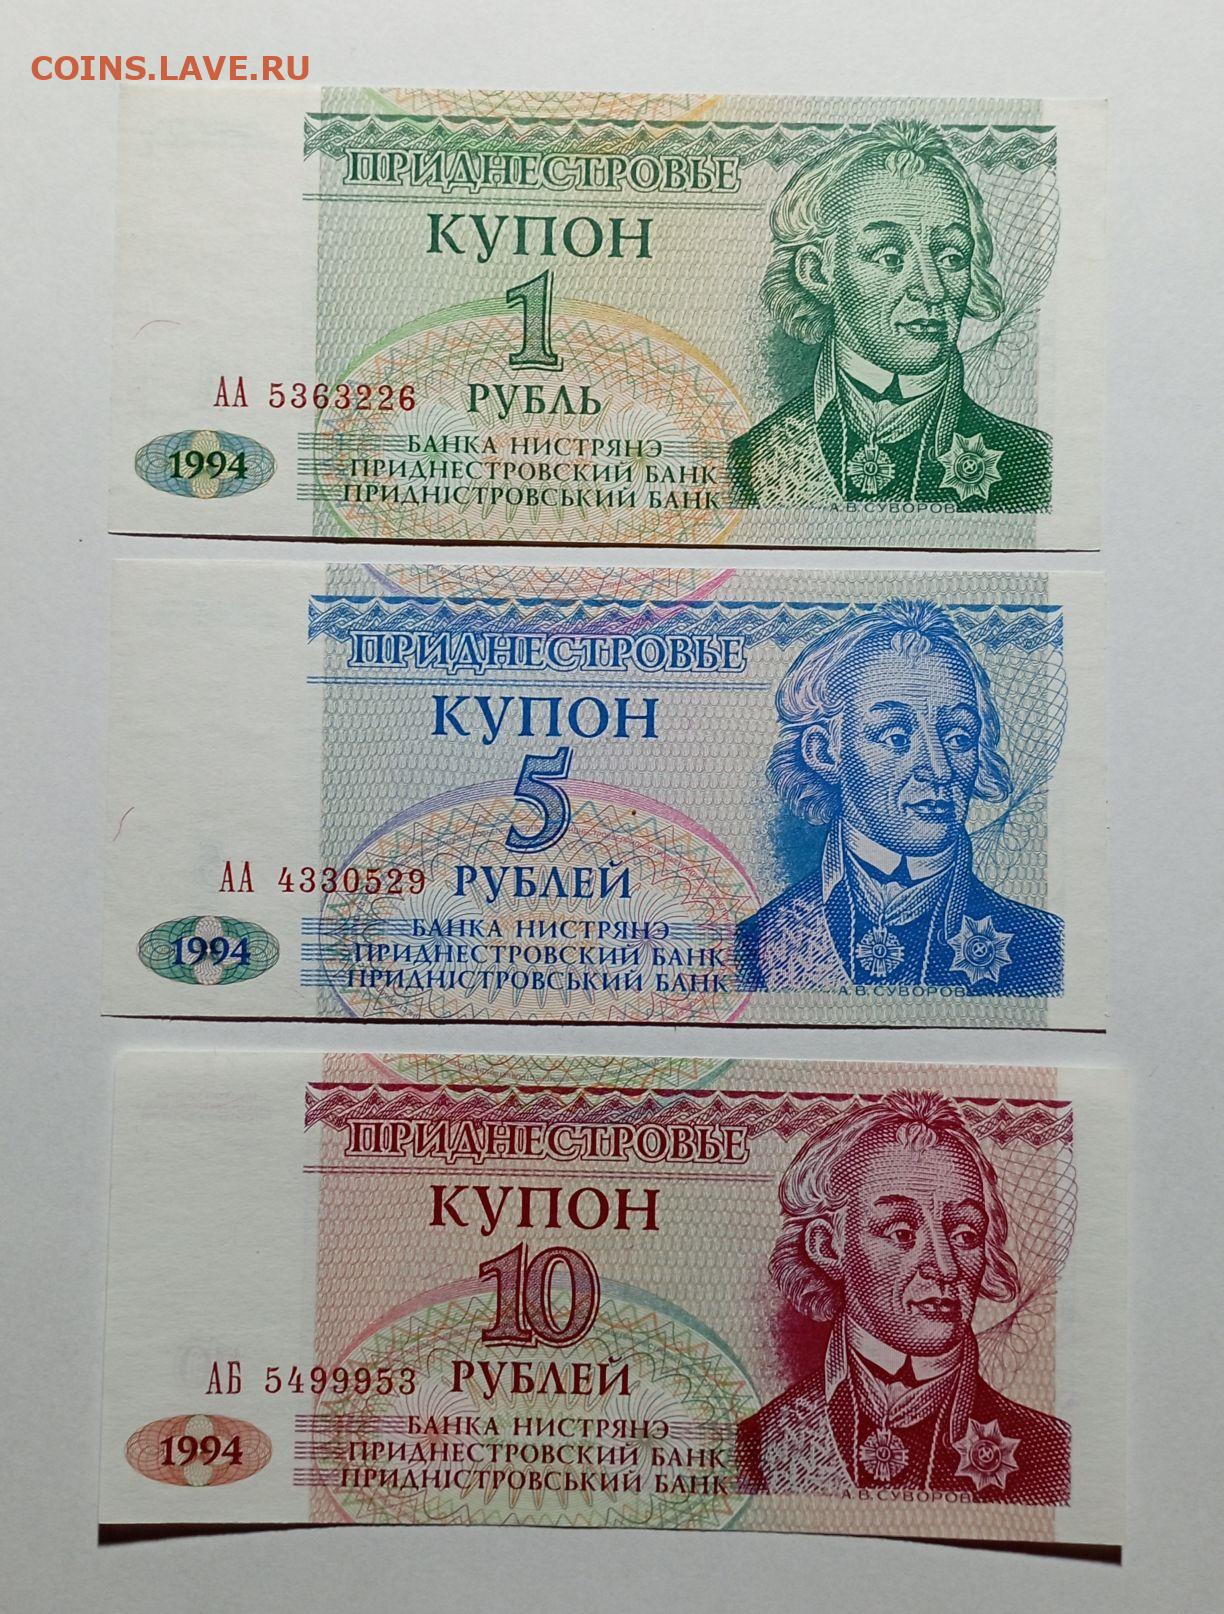 COINS.LAVE.RU
ПРИДНЕСТРОВЬЕ
КУПОН
1
АА 5363226
РУБЛЬ
БАНКА НИСТРЯНЭ
1994
ПРИДНЕСТРОВСКИЙ БАНК
ПРИДНІСТРОВСЬКИЙ БАНК
А.В.СУВОРОВ
ПРИДНЕСТРОВЬЕ
КУПОН
5
АА 4330529
РУБЛЕЙ
БАНКА НИСТРЯНЭ
1994
ПРИДНЕСТРОВСКИЙ БАНК
ПРИДНІСТРОВСЬКИЙ БАНК
А.В.СУВОРОВ
ПРИДНЕСТРОВЬЕ
КУПОН
10
АБ 5499953
РУБЛЕЙ
БАНКА НИСТРЯНЭ
1994
ПРИДНЕСТРОВСКИЙ БАНК
ПРИДНІСТРОВСЬКИЙ БАНК
А.В.СУВОРОВ